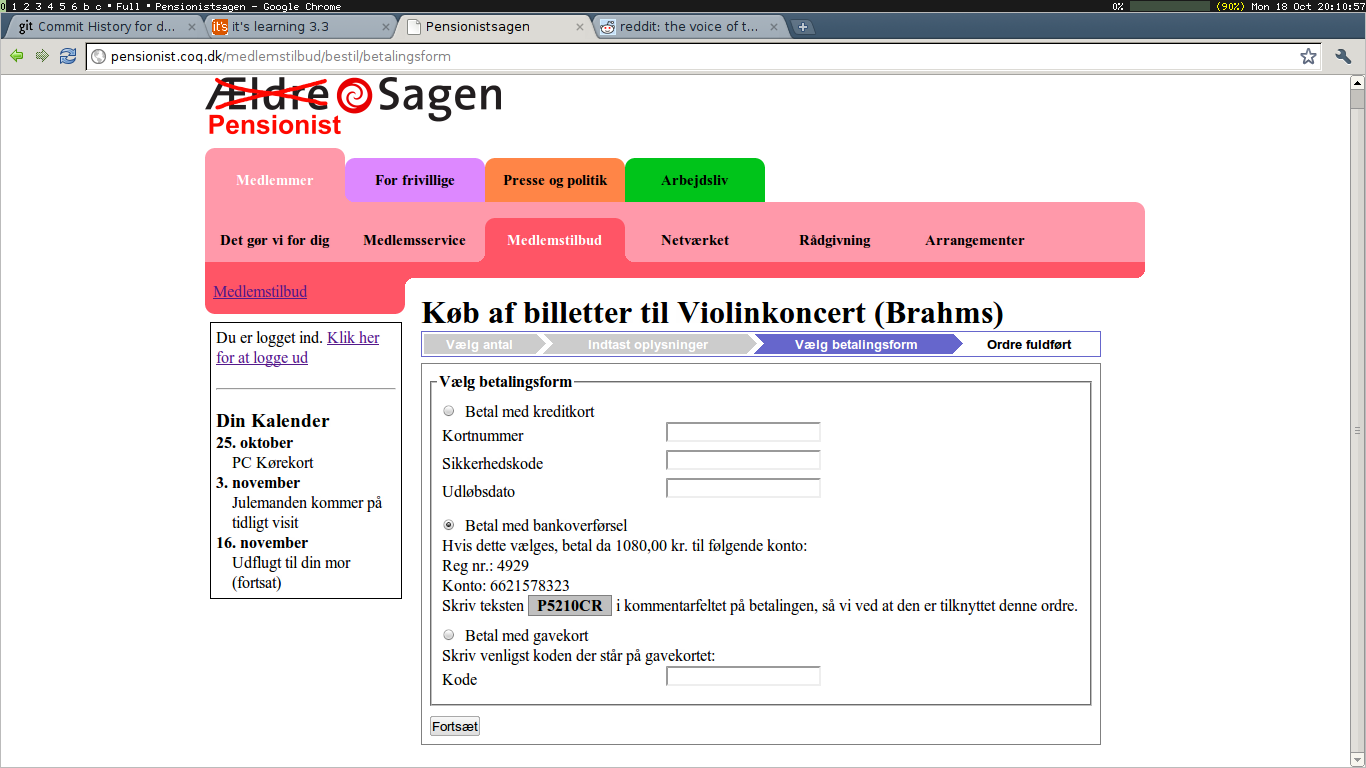 0 1 2 3 4 5 6 b c • Full • Pensionistsagen - Google Chrome 0% (90%) Mon 18 Oct 20:10:57
git Commit History for d... it's it's learning 3.3 Pensionistsagen reddit: the voice of t...
pensionist.coq.dk/medlemstilbud/bestil/betalingsform
Ældre Sagen
Pensionist
Medlemmer For frivillige Presse og politik Arbejdsliv
Det gør vi for dig Medlemsservice Medlemstilbud Netværket Rådgivning Arrangementer
Medlemstilbud
Du er logget ind. Klik her
for at logge ud
Din Kalender
25. oktober
PC Kørekort
3. november
Julemanden kommer på
tidligt visit
16. november
Udflugt til din mor
(fortsat)
Køb af billetter til Violinkoncert (Brahms)
Vælg antal Indtast oplysninger Vælg betalingsform Ordre fuldført
Vælg betalingsform
Betal med kreditkort
Kortnummer
Sikkerhedskode
Udløbsdato
Betal med bankoverførsel
Hvis dette vælges, betal da 1080,00 kr. til følgende konto:
Reg nr.: 4929
Konto: 6621578323
Skriv teksten P5210CR i kommentarfeltet på betalingen, så vi ved at den er tilknyttet denne ordre.
Betal med gavekort
Skriv venligst koden der står på gavekortet:
Kode
Fortsæt